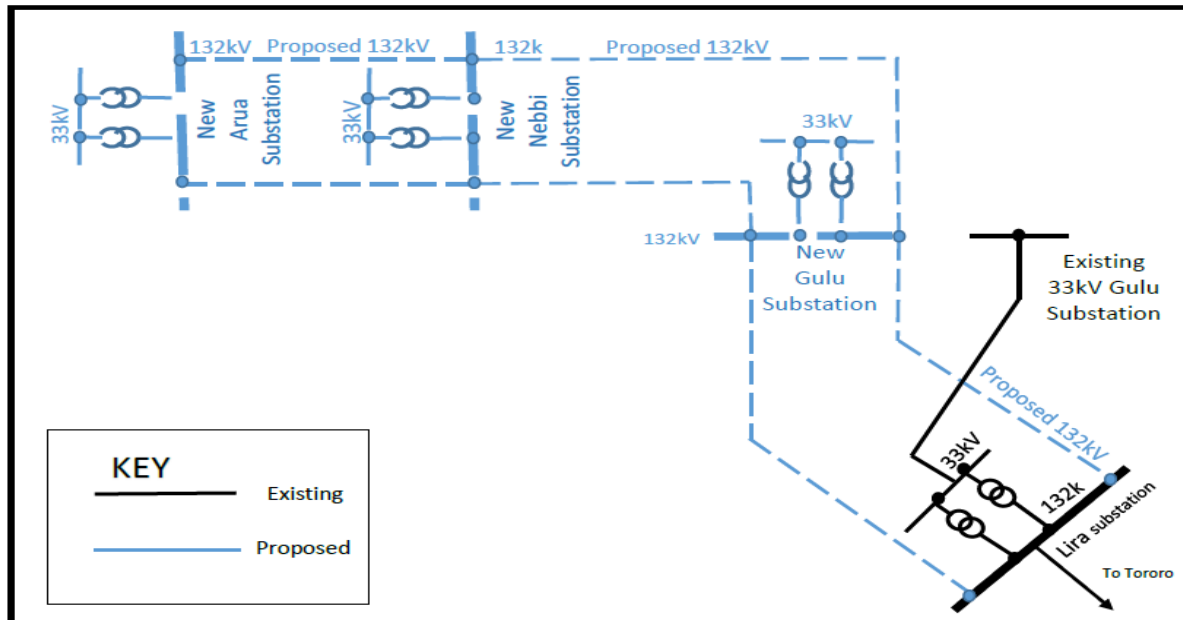 132kV
Proposed 132kV
132k
Proposed 132kV
33kV
New
Arua
Substation
33kV
New
Nebbi
Substation
33kV
132kV
New
Gulu
Substation
Existing
33kV Gulu
Substation
Proposed 132kV
33kV
132k
Lira substation
To Tororo
KEY
Existing
Proposed